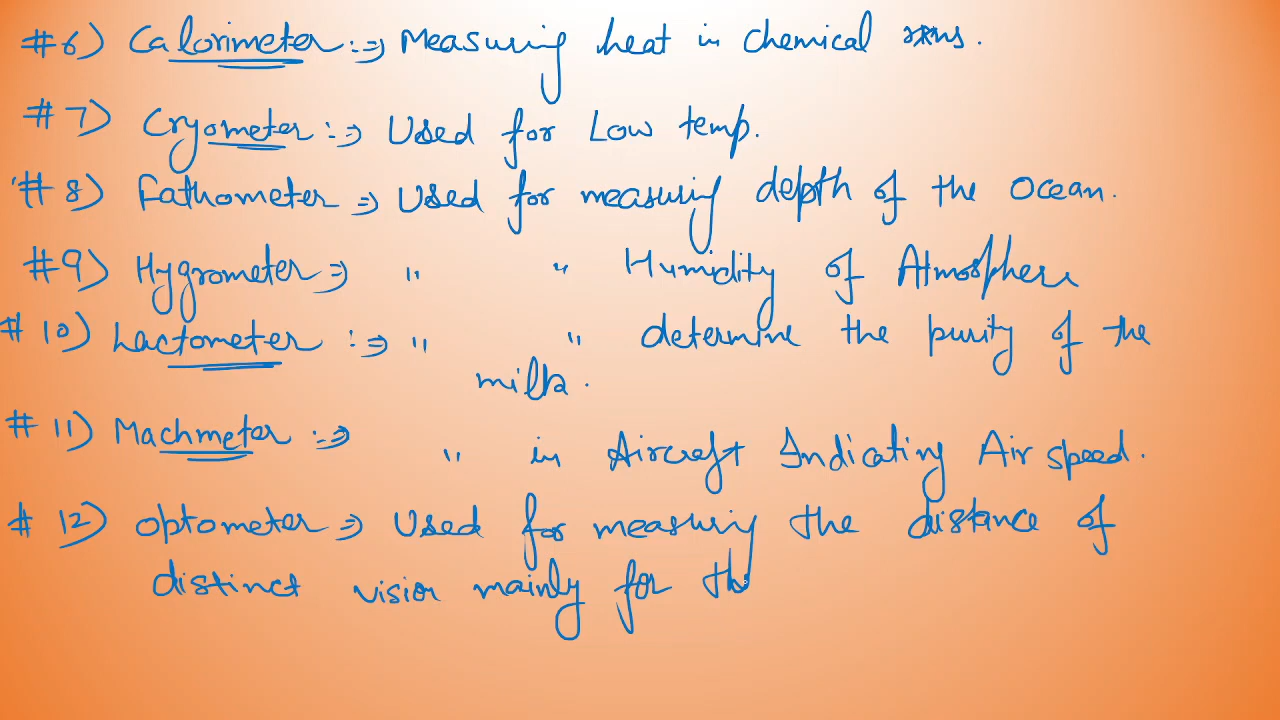 #6) Calorimeter :=> Measuring heat in chemical rxns.
#7) Cryometer :=> Used for Low temp.
#8) Fathometer => Used for measuring depth of the Ocean.
#9) Hygrometer => " " Humidity of Atmosphere
#10) Lactometer :=> " " determine the purity of the
milk.
#11) Machmeter :=> " in Aircraft Indicating Air speed.
#12) optometer => Used for measuring the distance of
distinct vision mainly for